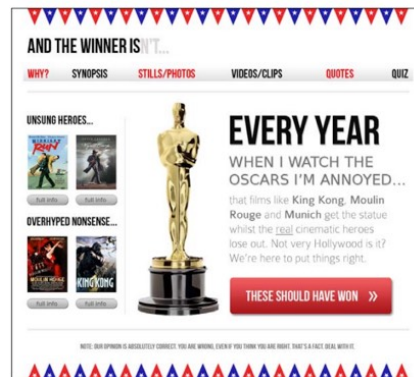 AND THE WINNER ISN'T...
WHY? SYNOPSIS STILLS/PHOTOS VIDEOS/CLIPS QUOTES QUIZ
UNSUNG HEROES...
RUN
full info full info
OVERHYPED NONSENSE...
KING KONG
full info full info
EVERY YEAR
WHEN I WATCH THE
OSCARS I'M ANNOYED...
that films like King Kong, Moulin
Rouge and Munich get the statue
whilst the real cinematic heroes
lose out. Not very Hollywood is it?
We're here to put things right.
THESE SHOULD HAVE WON »
NOTE: OUR OPINION IS ABSOLUTELY CORRECT. YOU ARE WRONG, EVEN IF YOU THINK YOU ARE RIGHT. THAT'S A FACT. DEAL WITH IT.